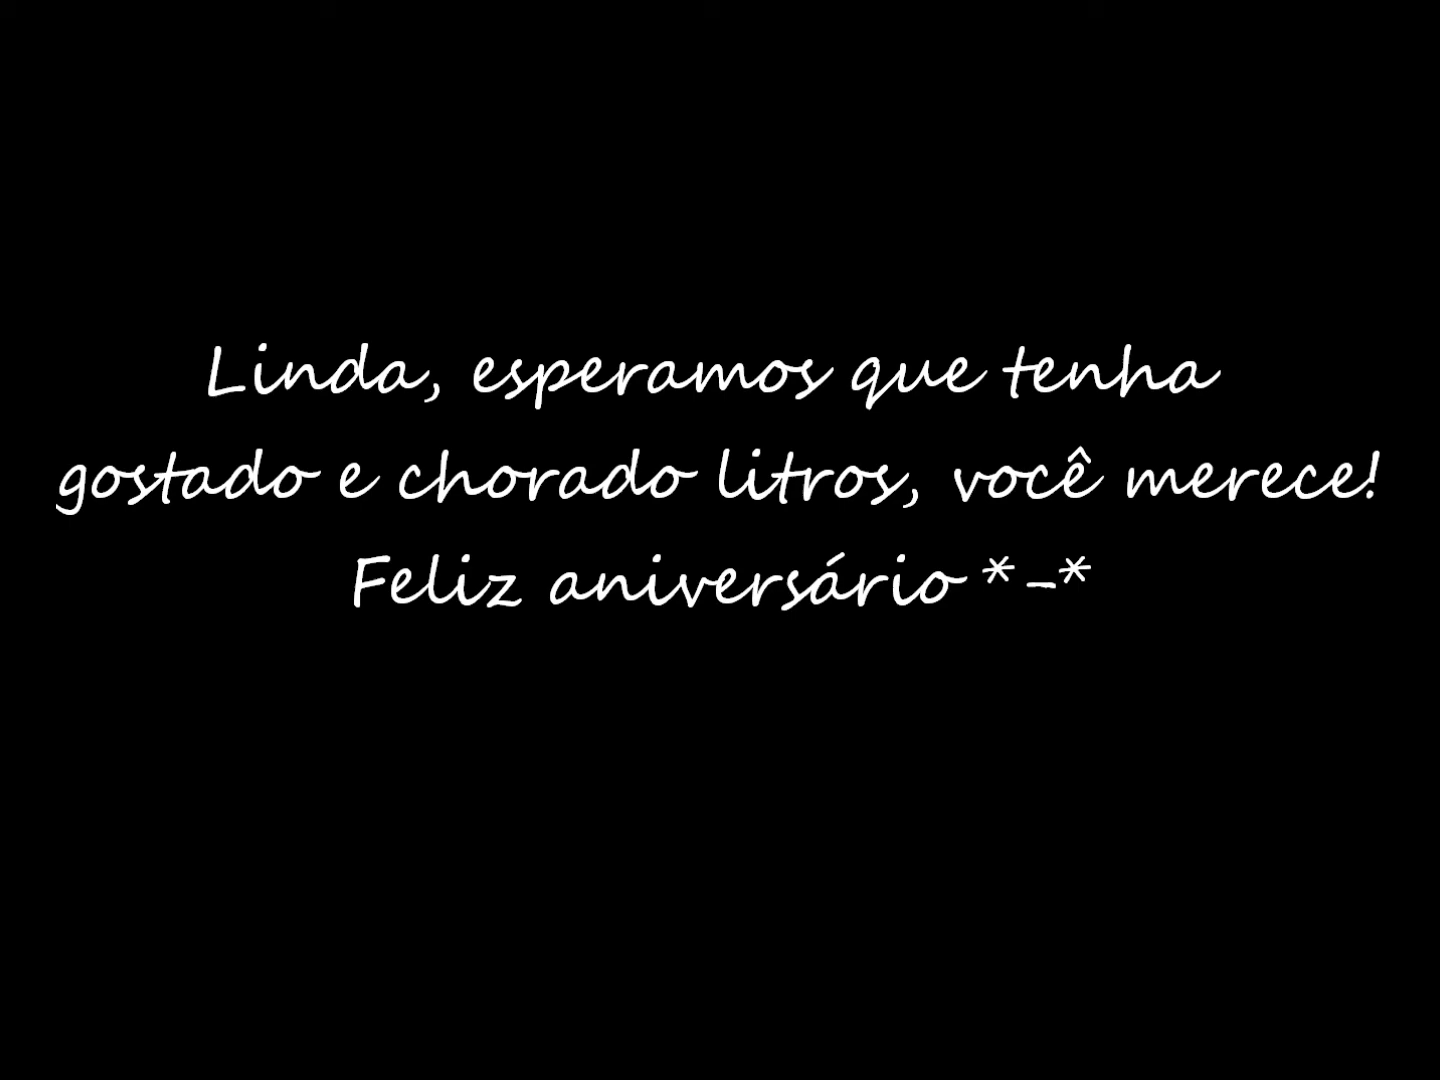 Linda, esperamos que tenha
gostado e chorado litros, você merece!
Feliz aniversário *-*